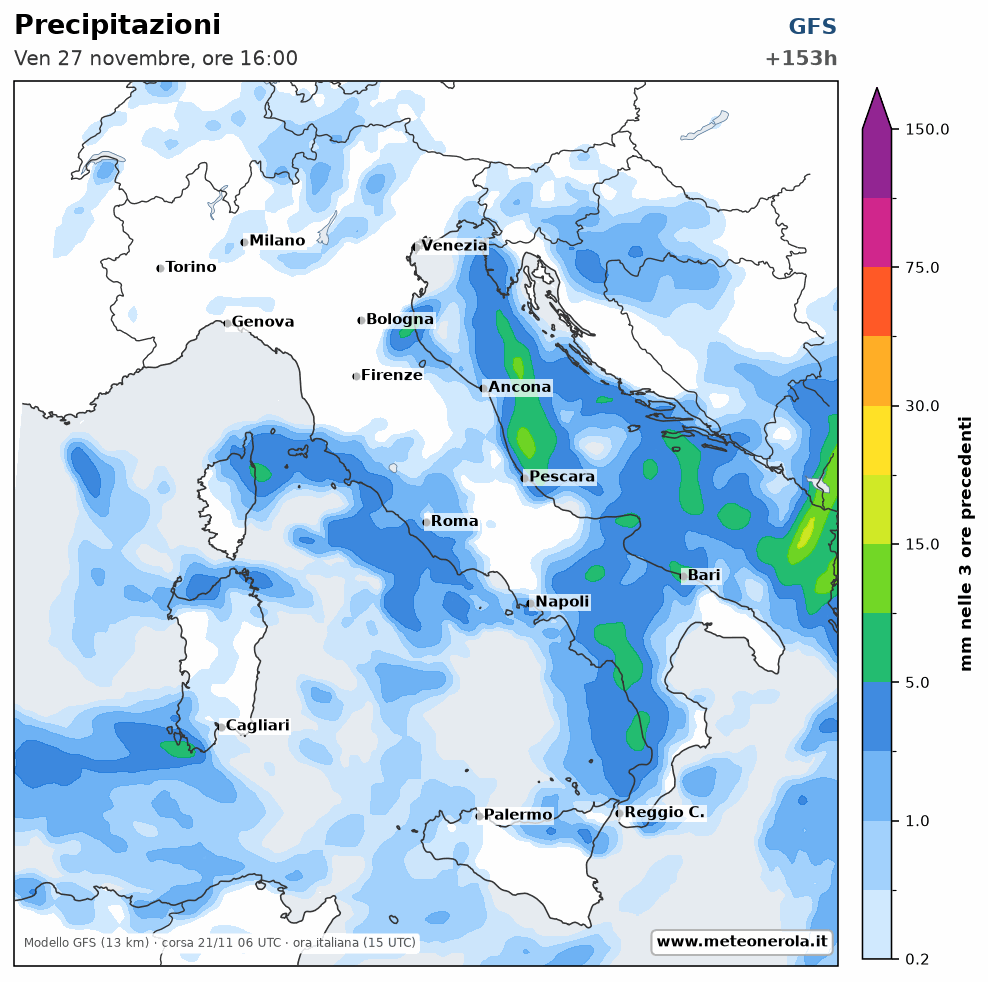 Precipitazioni
GFS
Ven 27 novembre, ore 16:00
+153h
150.0
75.0
30.0
15.0
5.0
1.0
0.2
mm nelle 3 ore precedenti
Milano
Venezia
Torino
Genova
Bologna
Firenze
Ancona
Pescara
Roma
Bari
Napoli
Cagliari
Palermo
Reggio C.
Modello GFS (13 km) · corsa 21/11 06 UTC · ora italiana (15 UTC)
www.meteonerola.it